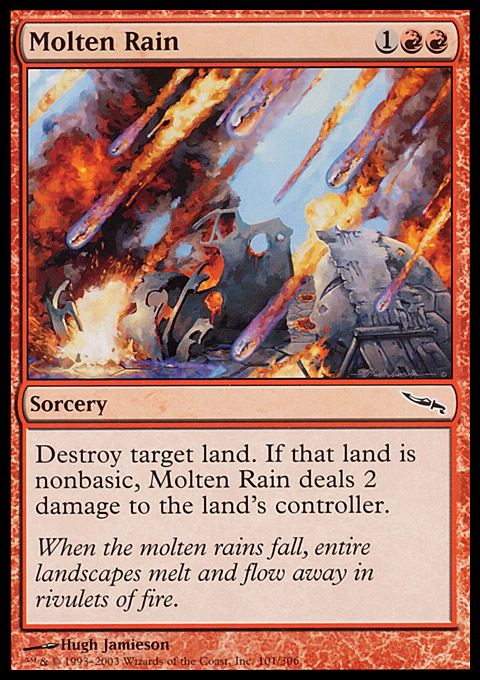 Molten Rain 1
Sorcery
Destroy target land. If that land is
nonbasic, Molten Rain deals 2
damage to the land's controller.
When the molten rains fall, entire
landscapes melt and flow away in
rivulets of fire.
Hugh Jamieson
™ & © 1993–2003 Wizards of the Coast, Inc. 101/306